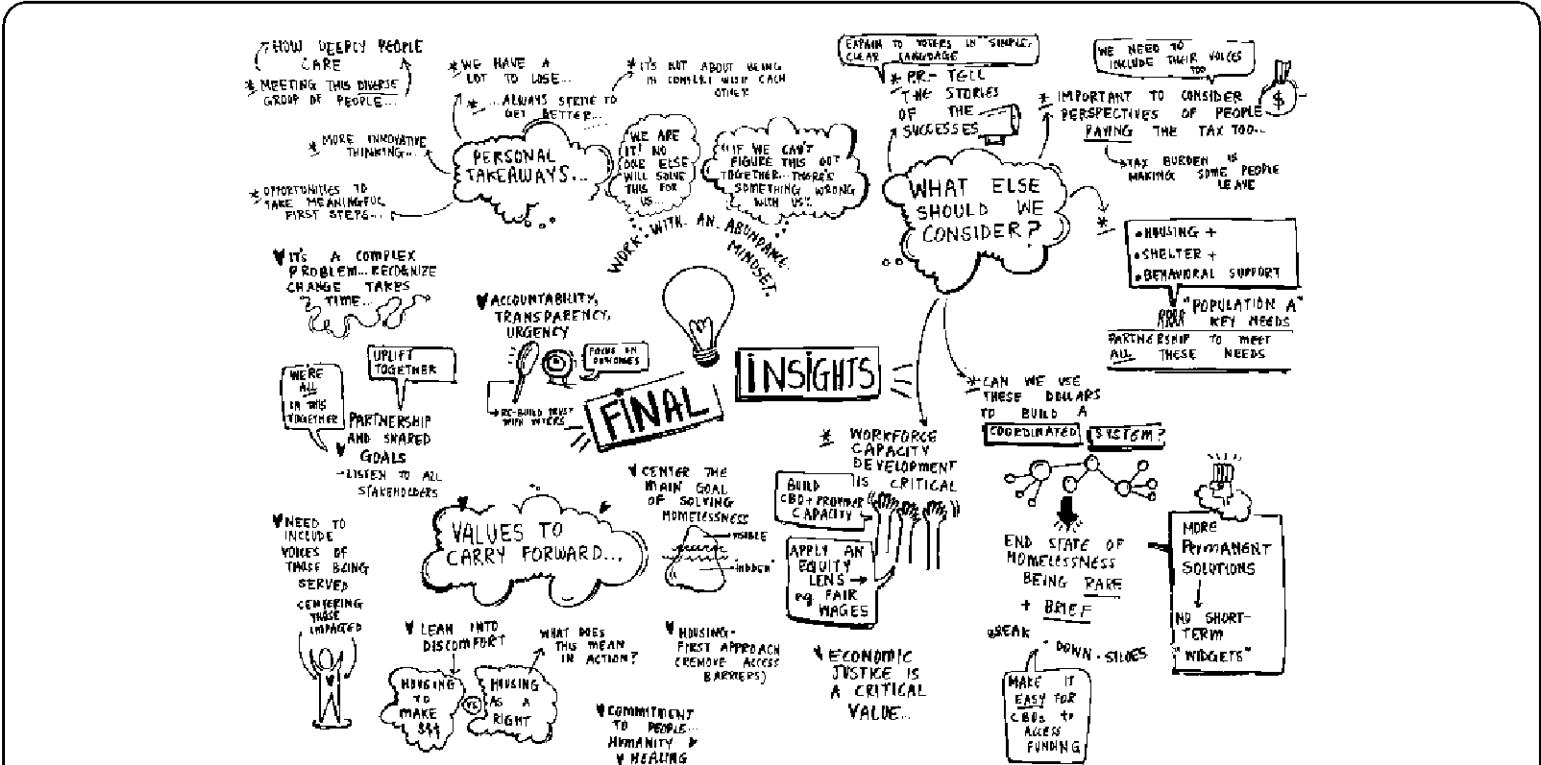 HOW DEEPLY PEOPLE
CARE
* MEETING THIS DIVERSE
GROUP OF PEOPLE...
* WE HAVE A
LOT TO LOSE...
* ...ALWAYS STRIVE TO
GET BETTER...
* IT'S NOT ABOUT BEING
IN CONFLICT WITH EACH
OTHER
* MORE INNOVATIVE
THINKING...
* OPPORTUNITIES TO
TAKE MEANINGFUL
FIRST STEPS...
PERSONAL
TAKEAWAYS...
WE ARE
IT! NO
ONE ELSE
WILL SOLVE
THIS FOR
US...
"IF WE CAN'T
FIGURE THIS OUT
TOGETHER...THERE'S
SOMETHING WRONG
WITH US".
WORK WITH AN ABUNDANCE
MINDSET.
EXPLAIN TO VOTERS IN SIMPLE,
CLEAR LANGUAGE
* PR- TELL
THE STORIES
OF THE
SUCCESSES
WE NEED TO
INCLUDE THEIR VOICES
TOO
* IMPORTANT TO CONSIDER
PERSPECTIVES OF PEOPLE
PAYING THE TAX TOO...
$
TAX BURDEN IS
MAKING SOME PEOPLE
LEAVE
WHAT ELSE
SHOULD WE
CONSIDER?
*
• HOUSING +
• SHELTER +
• BEHAVIORAL SUPPORT
"POPULATION A"
KEY NEEDS
PARTNERSHIP TO MEET
ALL THESE NEEDS
IT'S A COMPLEX
PROBLEM...RECOGNIZE
CHANGE TAKES
TIME...
ACCOUNTABILITY,
TRANSPARENCY,
URGENCY
FOCUS ON
OUTCOMES
RE-BUILD TRUST
WITH VOTERS
FINAL
INSIGHTS
UPLIFT
TOGETHER
WE'RE
ALL
IN THIS
TOGETHER
PARTNERSHIP
AND SHARED
GOALS
-LISTEN TO ALL
STAKEHOLDERS
* CAN WE USE
THESE DOLLARS
TO BUILD A
COORDINATED SYSTEM?
* WORKFORCE
CAPACITY
DEVELOPMENT
IS CRITICAL
BUILD
CBO + PROVIDER
CAPACITY
APPLY AN
EQUITY
LENS
eg FAIR
WAGES
CENTER THE
MAIN GOAL
OF SOLVING
HOMELESSNESS
VISIBLE
"HIDDEN"
VALUES TO
CARRY FORWARD...
NEED TO
INCLUDE
VOICES OF
THOSE BEING
SERVED
CENTERING
THOSE
IMPACTED
LEAN INTO
DISCOMFORT
WHAT DOES
THIS MEAN
IN ACTION?
HOUSING
TO
MAKE
$$$
VS
HOUSING
AS A
RIGHT
HOUSING-
FIRST APPROACH
(REMOVE ACCESS
BARRIERS)
COMMITMENT
TO PEOPLE...
HUMANITY
HEALING
ECONOMIC
JUSTICE IS
A CRITICAL
VALUE...
END STATE OF
HOMELESSNESS
BEING RARE
+ BRIEF
BREAK
DOWN SILOES
MAKE IT
EASY FOR
CBOs to
ACCESS
FUNDING
MORE
PERMANENT
SOLUTIONS
NO SHORT-
TERM
"WIDGETS"